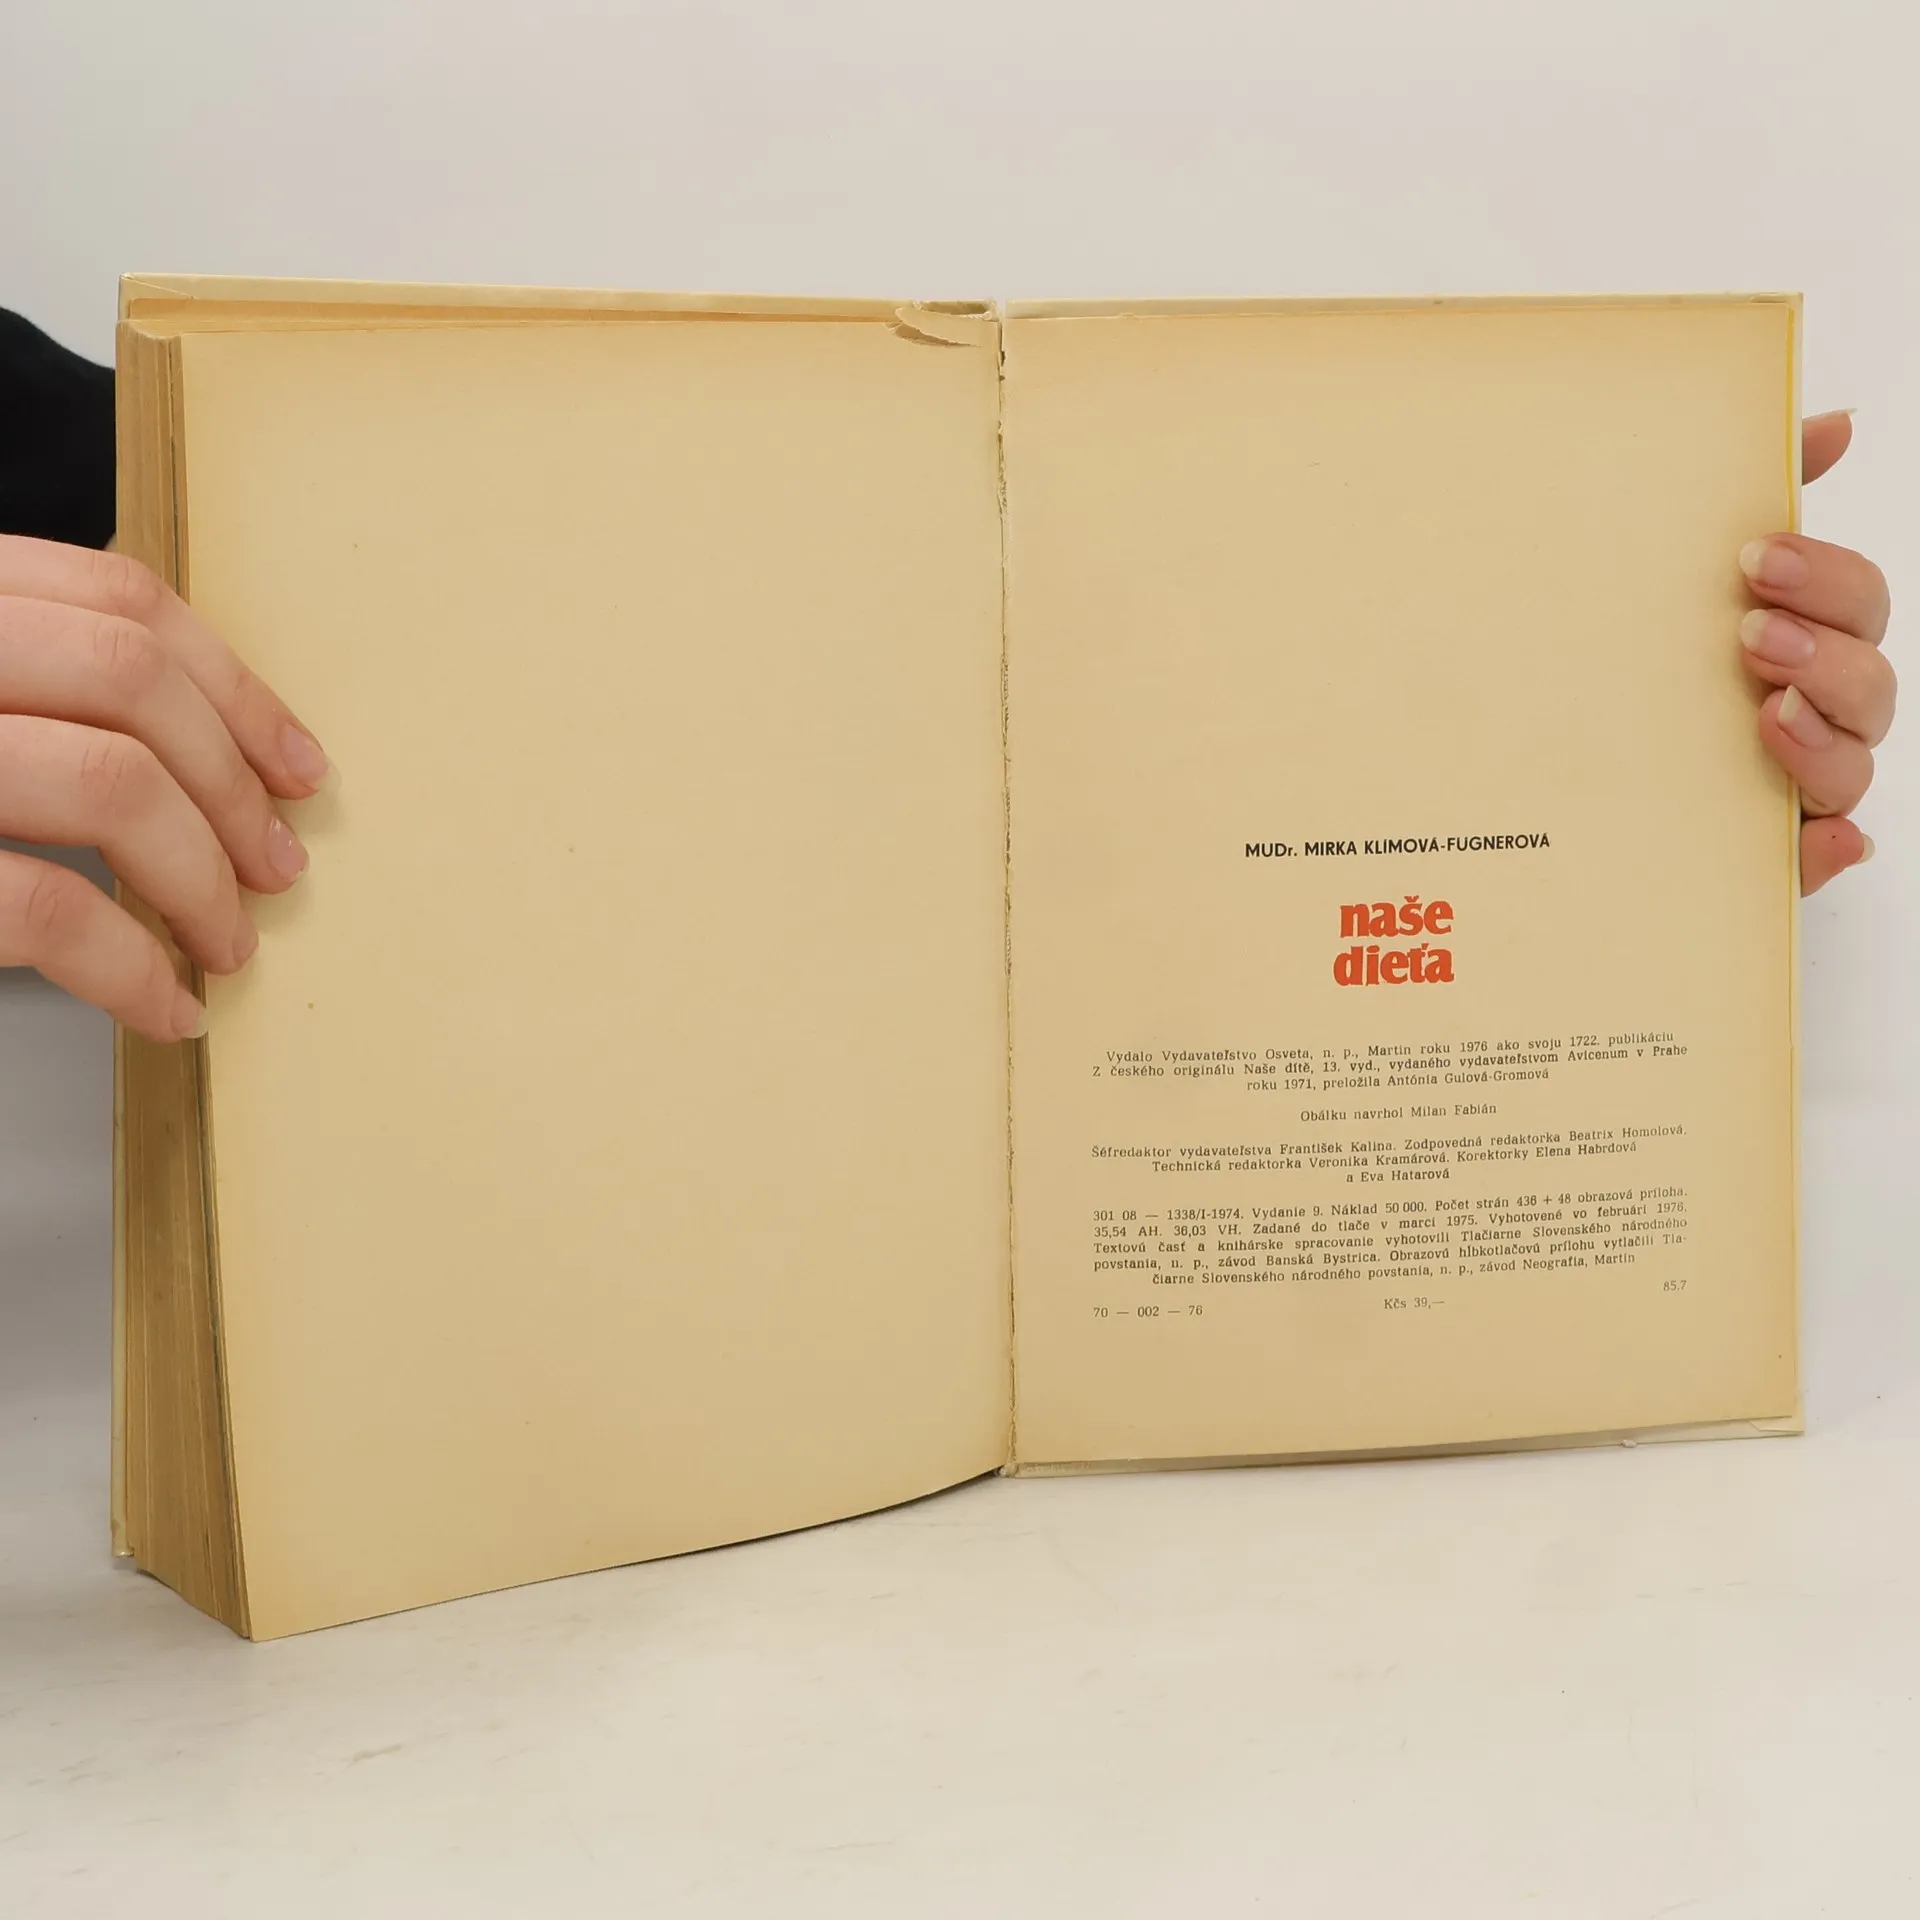 MUDr. MIRKA KLÍMOVÁ-FUGNEROVÁ
naše
dieťa
Vydalo Vydavateľstvo Osveta, n. p., Martin roku 1976 ako svoju 1722. publikáciu
Z českého originálu Naše dítě, 13. vyd., vydaného vydavateľstvom Avicenum v Prahe
roku 1971, preložila Antónia Gulová-Gromová
Obálku navrhol Milan Fabián
Šéfredaktor vydavateľstva František Kalina. Zodpovedná redaktorka Beatrix Homolová.
Technická redaktorka Veronika Kramárová. Korektorky Elena Habrdová
a Eva Hatarová
301 08 — 1338/I-1974. Vydanie 9. Náklad 50 000. Počet strán 436 + 48 obrazová príloha.
35,54 AH. 36,03 VH. Zadané do tlače v marci 1975. Vyhotovené vo februári 1976.
Textovú časť a knihárske spracovanie vyhotovili Tlačiarne Slovenského národného
povstania, n. p., závod Banská Bystrica. Obrazovú hĺbkotlačovú prílohu vytlačili Tla-
čiarne Slovenského národného povstania, n. p., závod Neografia, Martin
85.7
70 — 002 — 76 Kčs 39,—